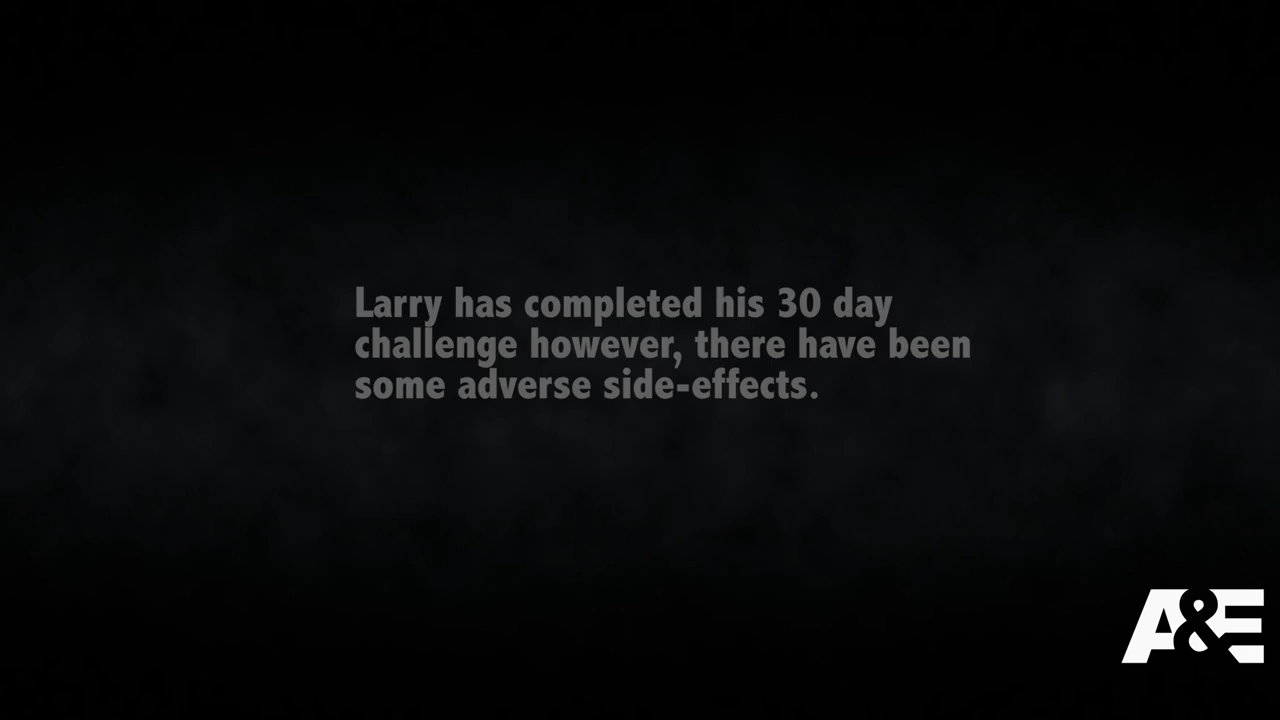 Larry has completed his 30 day
challenge however, there have been
some adverse side-effects.
A&E